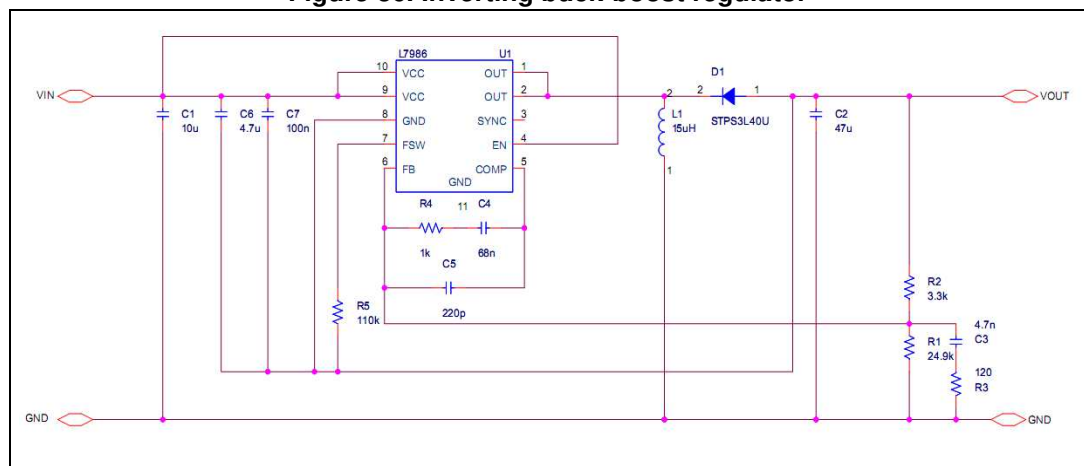 Figure 35. Inverting buck-boost regulator
L7986 U1
10 VCC OUT 1
9 VCC OUT 2
8 GND SYNC 3
7 FSW EN 4
6 FB COMP 5
GND
11
VIN
C1
10u
C6
4.7u
C7
100n
2
L1
15uH
1
D1
2 1
STPS3L40U
C2
47u
VOUT
R4
1k
C4
68n
C5
220p
R5
110k
R2
3.3k
R1
24.9k
4.7n
C3
120
R3
GND
GND